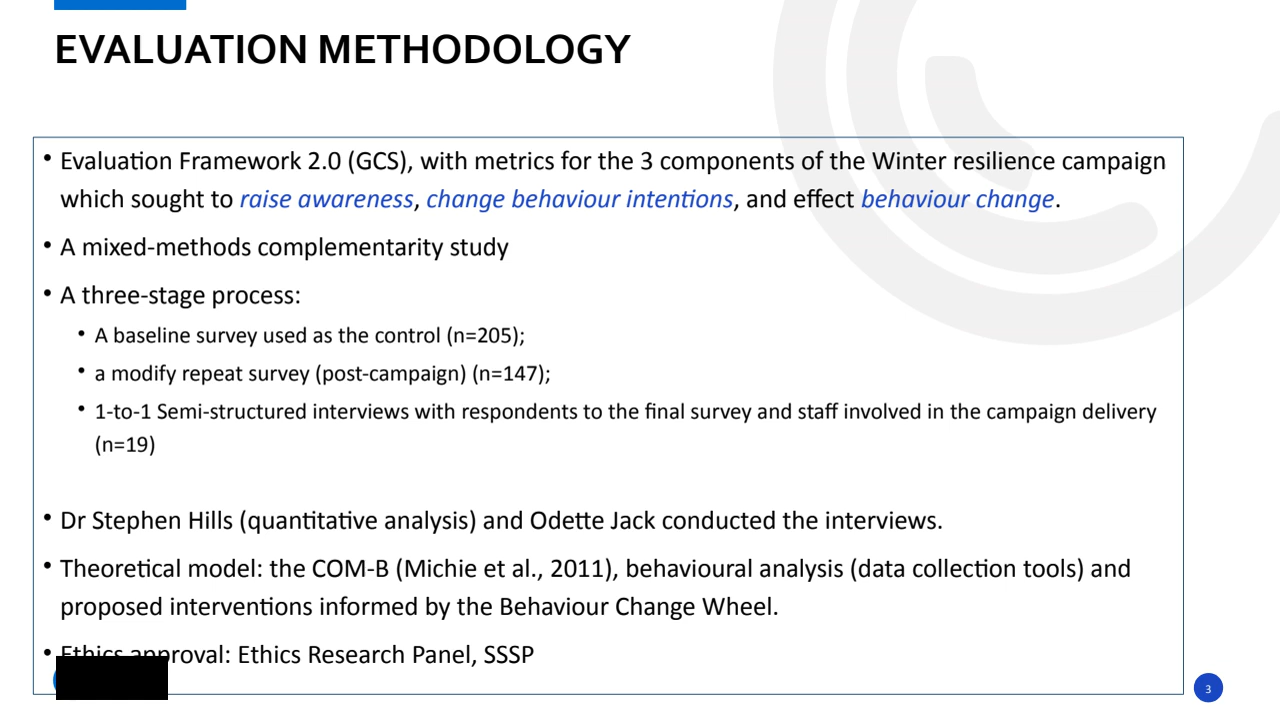 EVALUATION METHODOLOGY
• Evaluation Framework 2.0 (GCS), with metrics for the 3 components of the Winter resilience campaign
which sought to raise awareness, change behaviour intentions, and effect behaviour change.
• A mixed-methods complementarity study
• A three-stage process:
• A baseline survey used as the control (n=205);
• a modify repeat survey (post-campaign) (n=147);
• 1-to-1 Semi-structured interviews with respondents to the final survey and staff involved in the campaign delivery
(n=19)
• Dr Stephen Hills (quantitative analysis) and Odette Jack conducted the interviews.
• Theoretical model: the COM-B (Michie et al., 2011), behavioural analysis (data collection tools) and
proposed interventions informed by the Behaviour Change Wheel.
• Ethics approval: Ethics Research Panel, SSSP
3